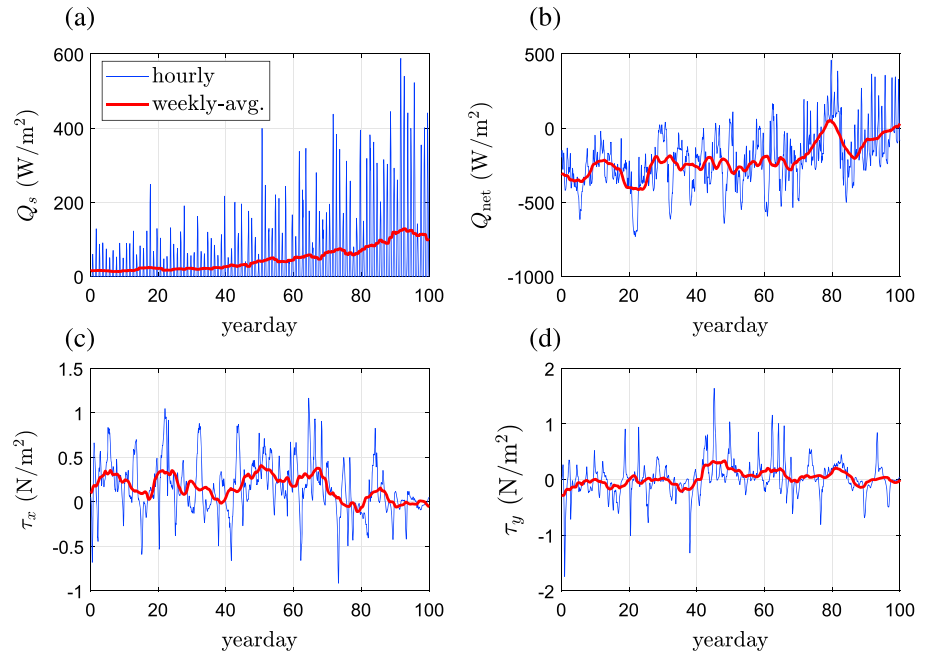 (a)
600
400
200
0
Q_s (W/m²)
hourly
weekly-avg.
0 20 40 60 80 100
yearday
(b)
500
0
-500
-1000
Q_net (W/m²)
0 20 40 60 80 100
yearday
(c)
1.5
1
0.5
0
-0.5
-1
τ_x (N/m²)
0 20 40 60 80 100
yearday
(d)
2
1
0
-1
-2
τ_y (N/m²)
0 20 40 60 80 100
yearday